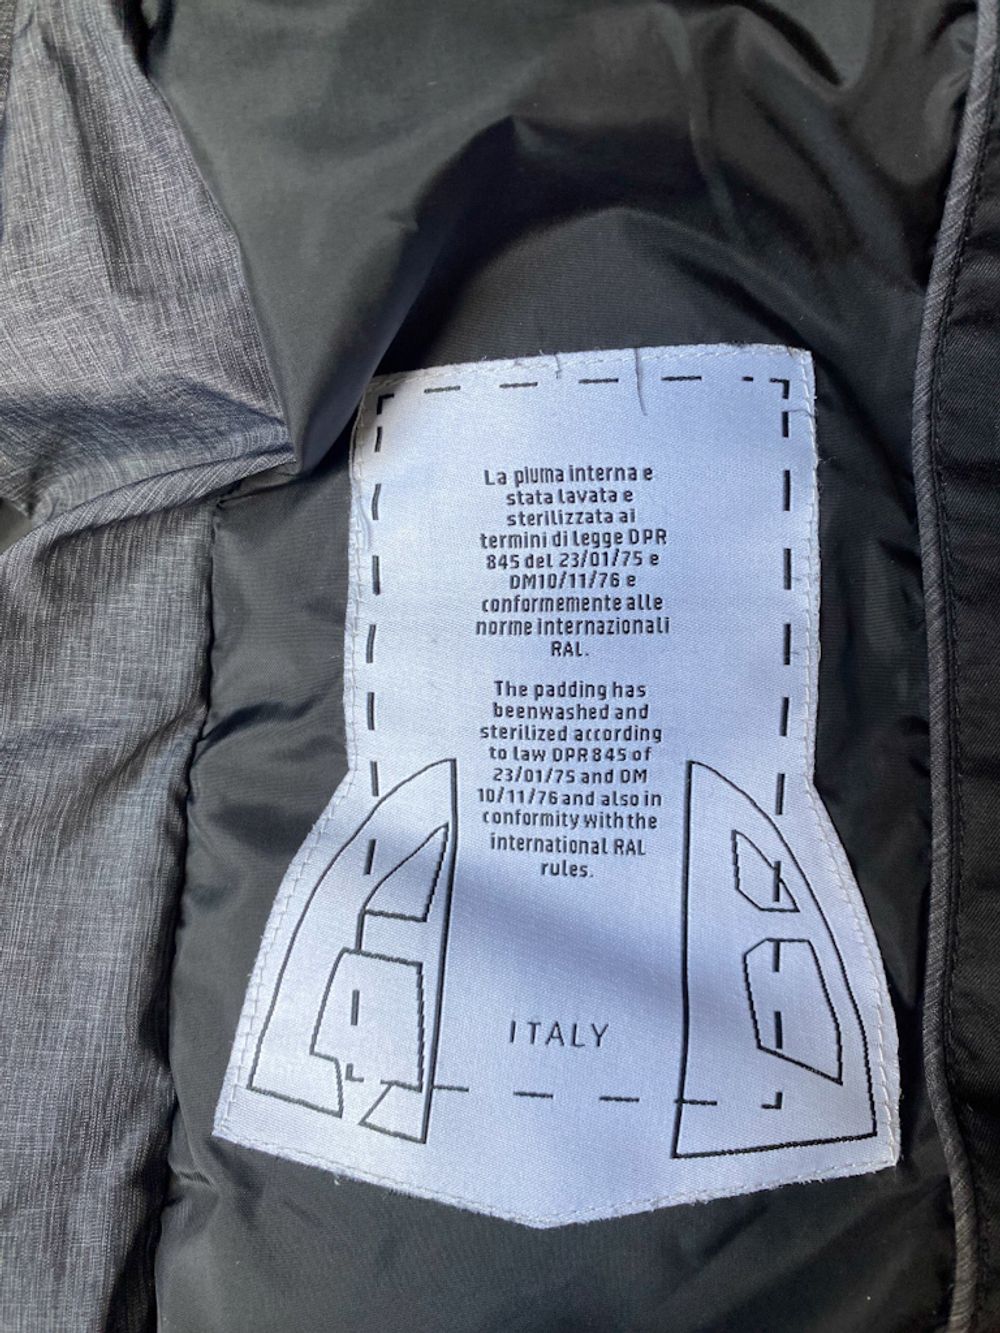 La piuma interna e
stata lavata e
sterilizzata ai
termini di legge DPR
845 del 23/01/75 e
DM10/11/76 e
conformemente alle
norme internazionali
RAL.
The padding has
beenwashed and
sterilized according
to law DPR845 of
23/01/75 and DM
10/11/76 and also in
conformity with the
international RAL
rules.
ITALY